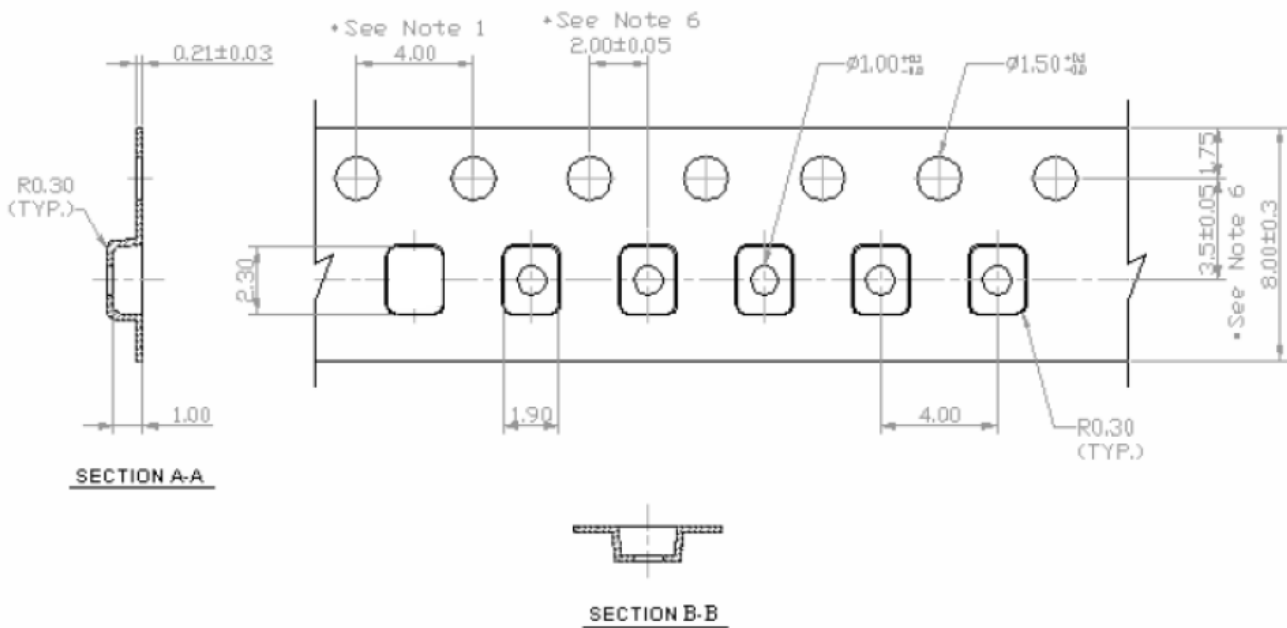 *See Note 1
4.00
*See Note 6
2.00±0.05
0.21±0.03
ø1.00
ø1.50
R0.30
(TYP.)
1.75
3.5±0.05
*See Note 6
8.00±0.3
2.30
1.00
1.90
4.00
R0.30
(TYP.)
SECTION A-A
SECTION B-B